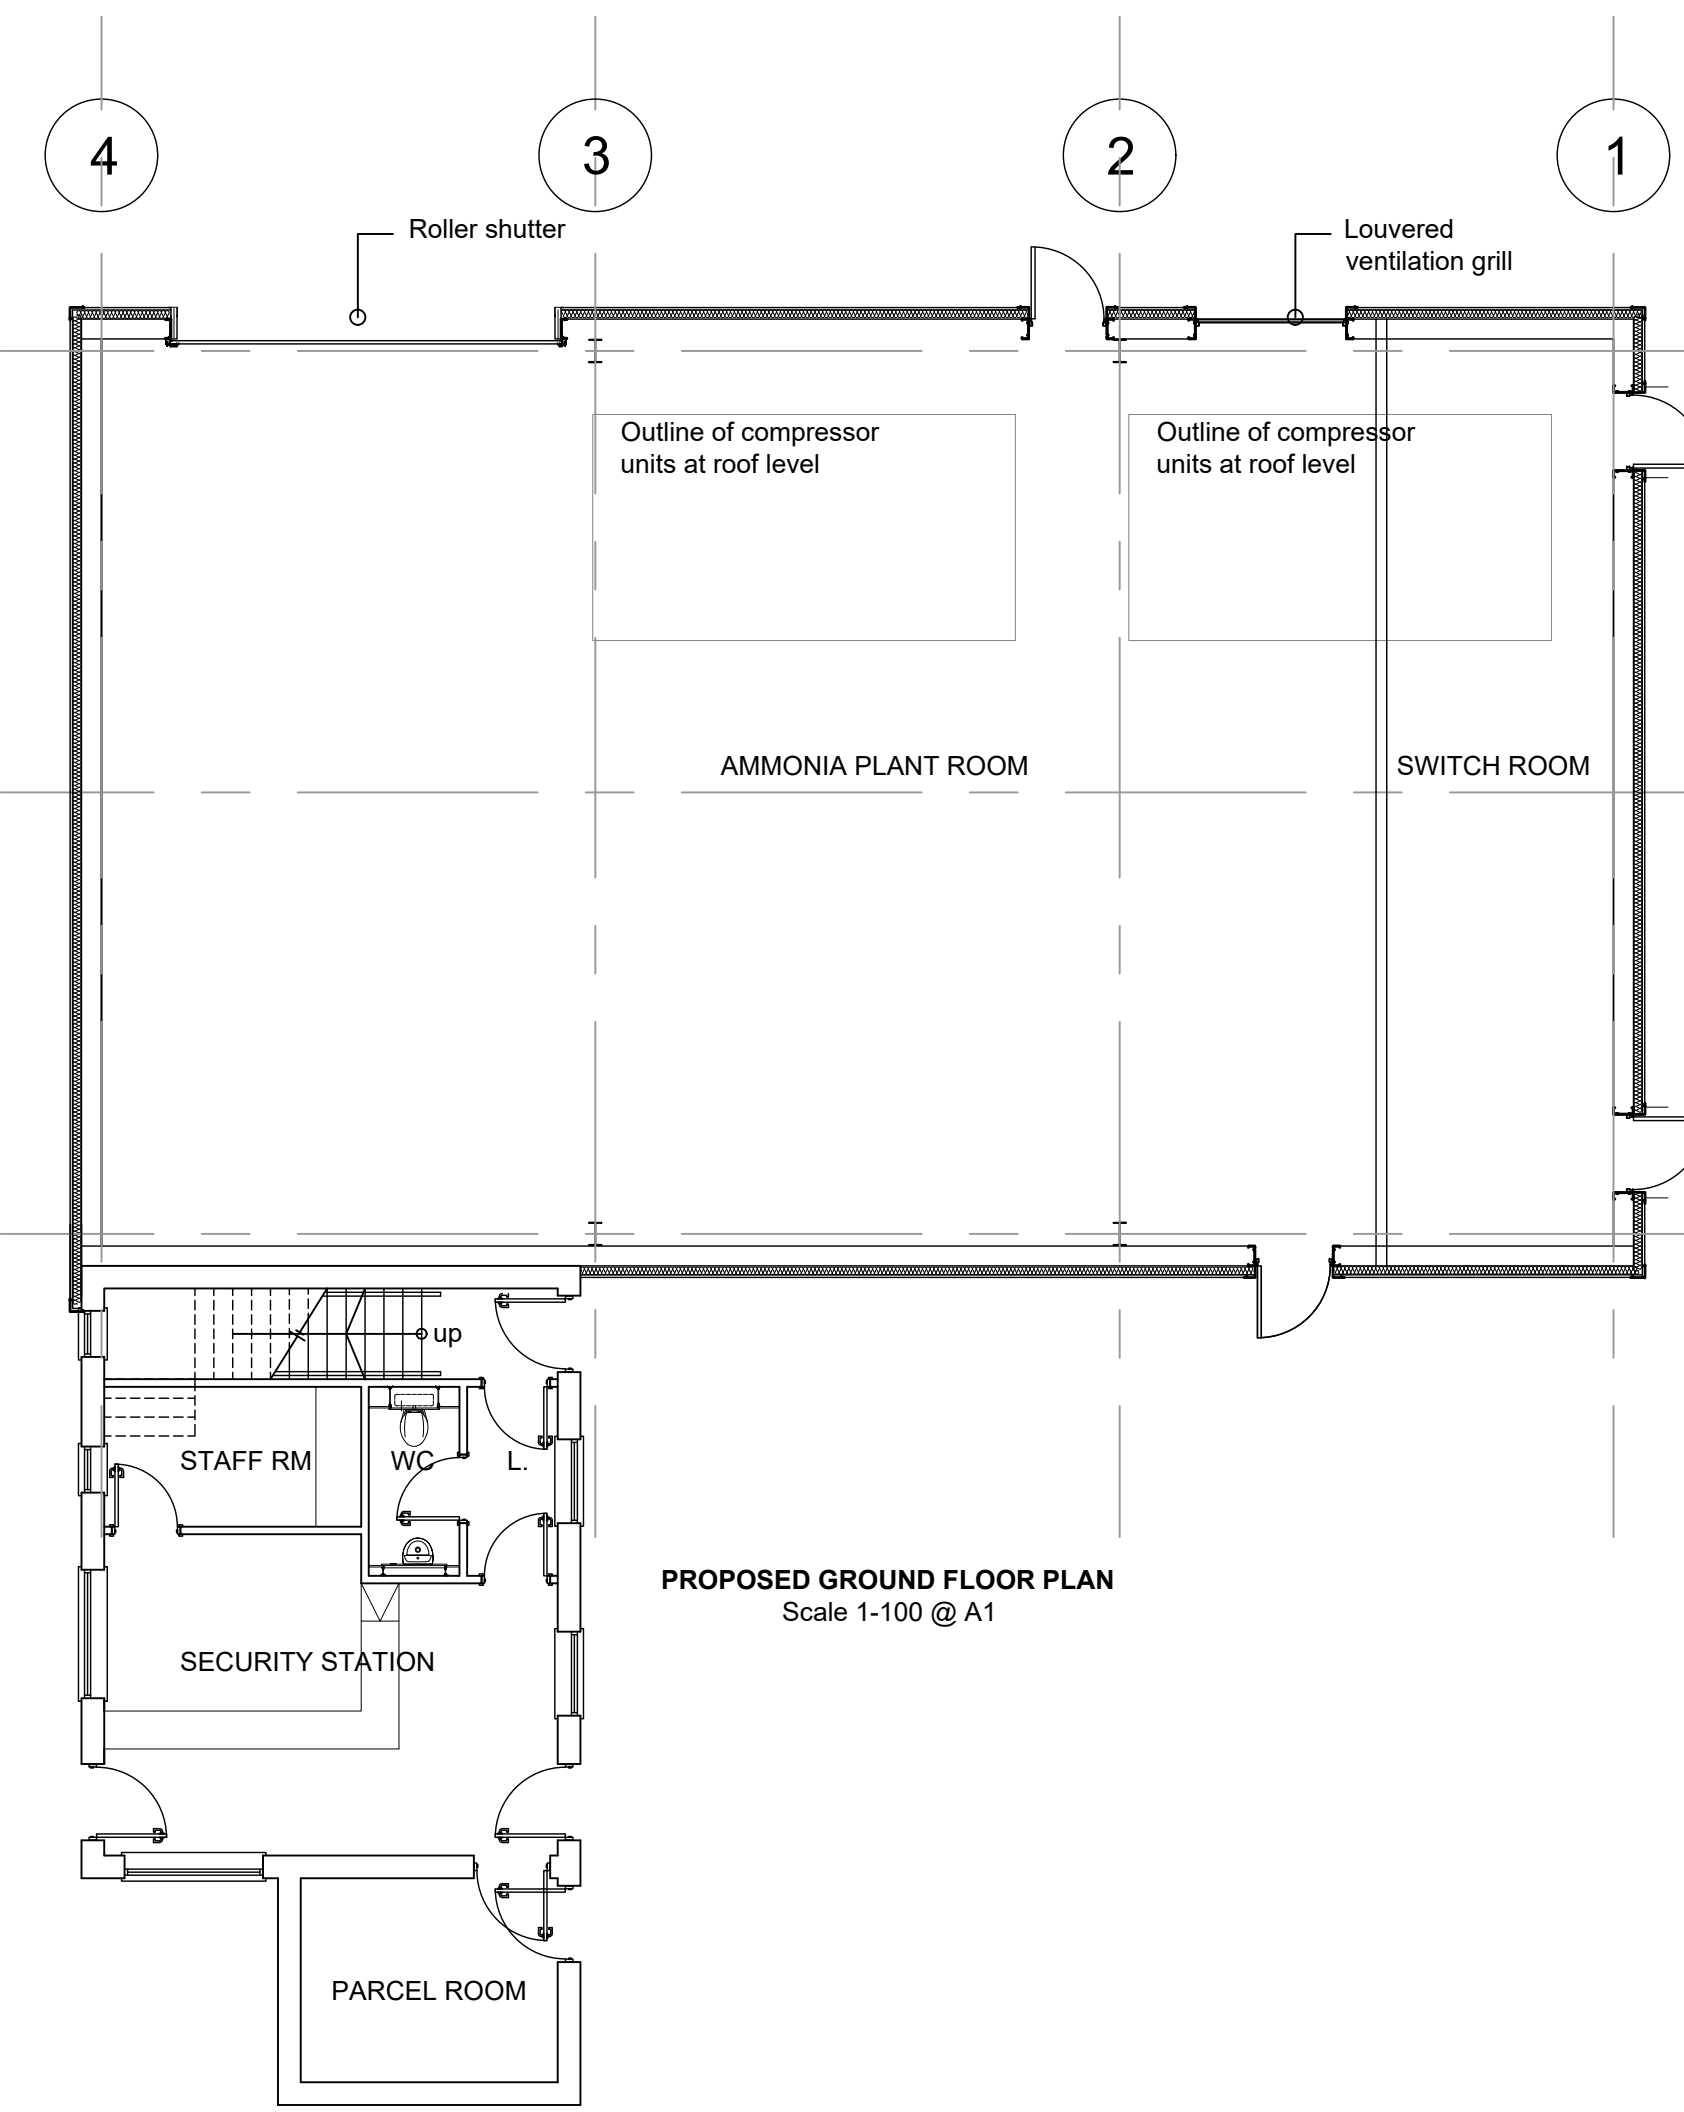 4
3
2
1
Roller shutter
Louvered
ventilation grill
Outline of compressor
units at roof level
Outline of compressor
units at roof level
AMMONIA PLANT ROOM
SWITCH ROOM
up
STAFF RM
WC
L.
PROPOSED GROUND FLOOR PLAN
Scale 1-100 @ A1
SECURITY STATION
PARCEL ROOM